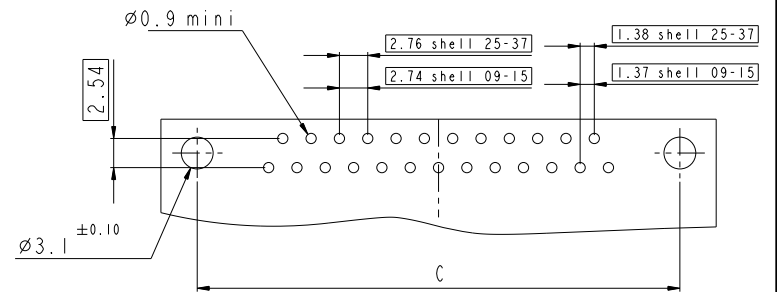 Ø0.9 mini
2.76 shell 25-37
1.38 shell 25-37
2.74 shell 09-15
1.37 shell 09-15
2.54
Ø3.1 ±0.10
C